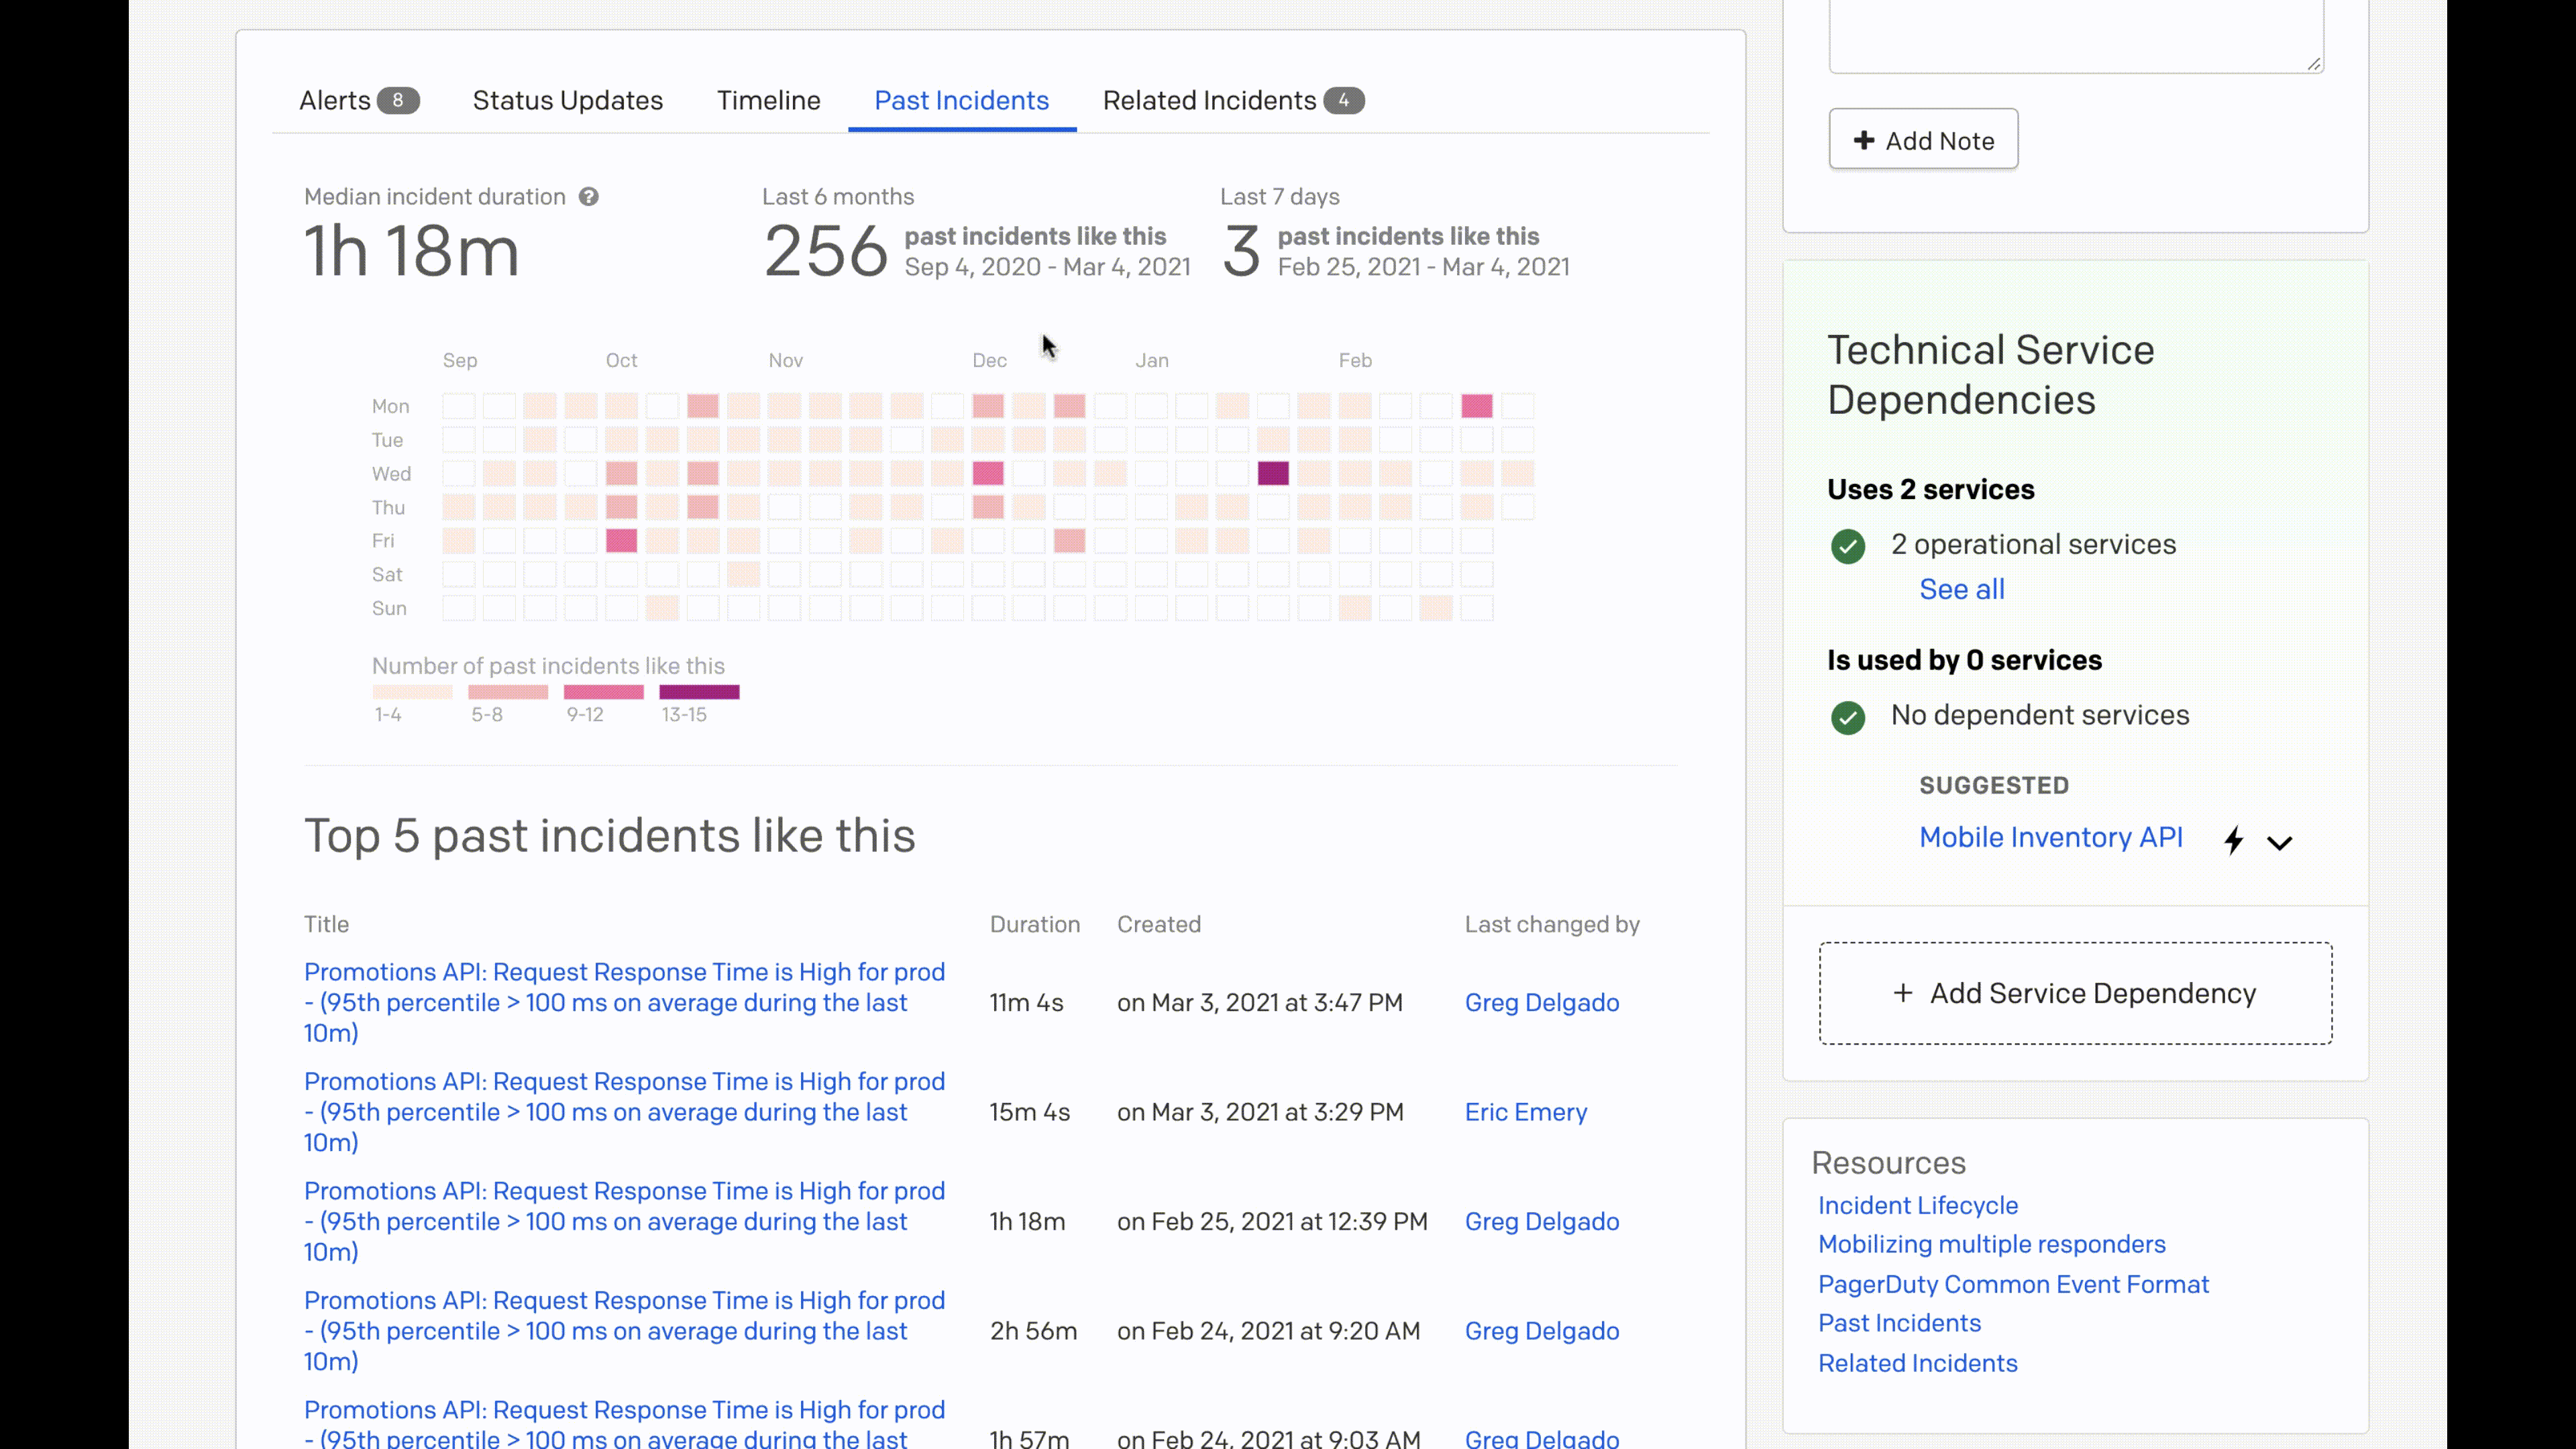 Alerts 8 Status Updates Timeline Past Incidents Related Incidents 4
Median incident duration ?
1h 18m
Last 6 months
256 past incidents like this
Sep 4, 2020 - Mar 4, 2021
Last 7 days
3 past incidents like this
Feb 25, 2021 - Mar 4, 2021
Sep Oct Nov Dec Jan Feb
Mon
Tue
Wed
Thu
Fri
Sat
Sun
Number of past incidents like this
1-4 5-8 9-12 13-15
Top 5 past incidents like this
Title Duration Created Last changed by
Promotions API: Request Response Time is High for prod
- (95th percentile > 100 ms on average during the last
10m)
11m 4s on Mar 3, 2021 at 3:47 PM Greg Delgado
Promotions API: Request Response Time is High for prod
- (95th percentile > 100 ms on average during the last
10m)
15m 4s on Mar 3, 2021 at 3:29 PM Eric Emery
Promotions API: Request Response Time is High for prod
- (95th percentile > 100 ms on average during the last
10m)
1h 18m on Feb 25, 2021 at 12:39 PM Greg Delgado
Promotions API: Request Response Time is High for prod
- (95th percentile > 100 ms on average during the last
10m)
2h 56m on Feb 24, 2021 at 9:20 AM Greg Delgado
Promotions API: Request Response Time is High for prod
- (95th percentile > 100 ms on average during the last
1h 57m on Feb 24, 2021 at 9:03 AM Greg Delgado
+ Add Note
Technical Service
Dependencies
Uses 2 services
2 operational services
See all
Is used by 0 services
No dependent services
SUGGESTED
Mobile Inventory API
+ Add Service Dependency
Resources
Incident Lifecycle
Mobilizing multiple responders
PagerDuty Common Event Format
Past Incidents
Related Incidents